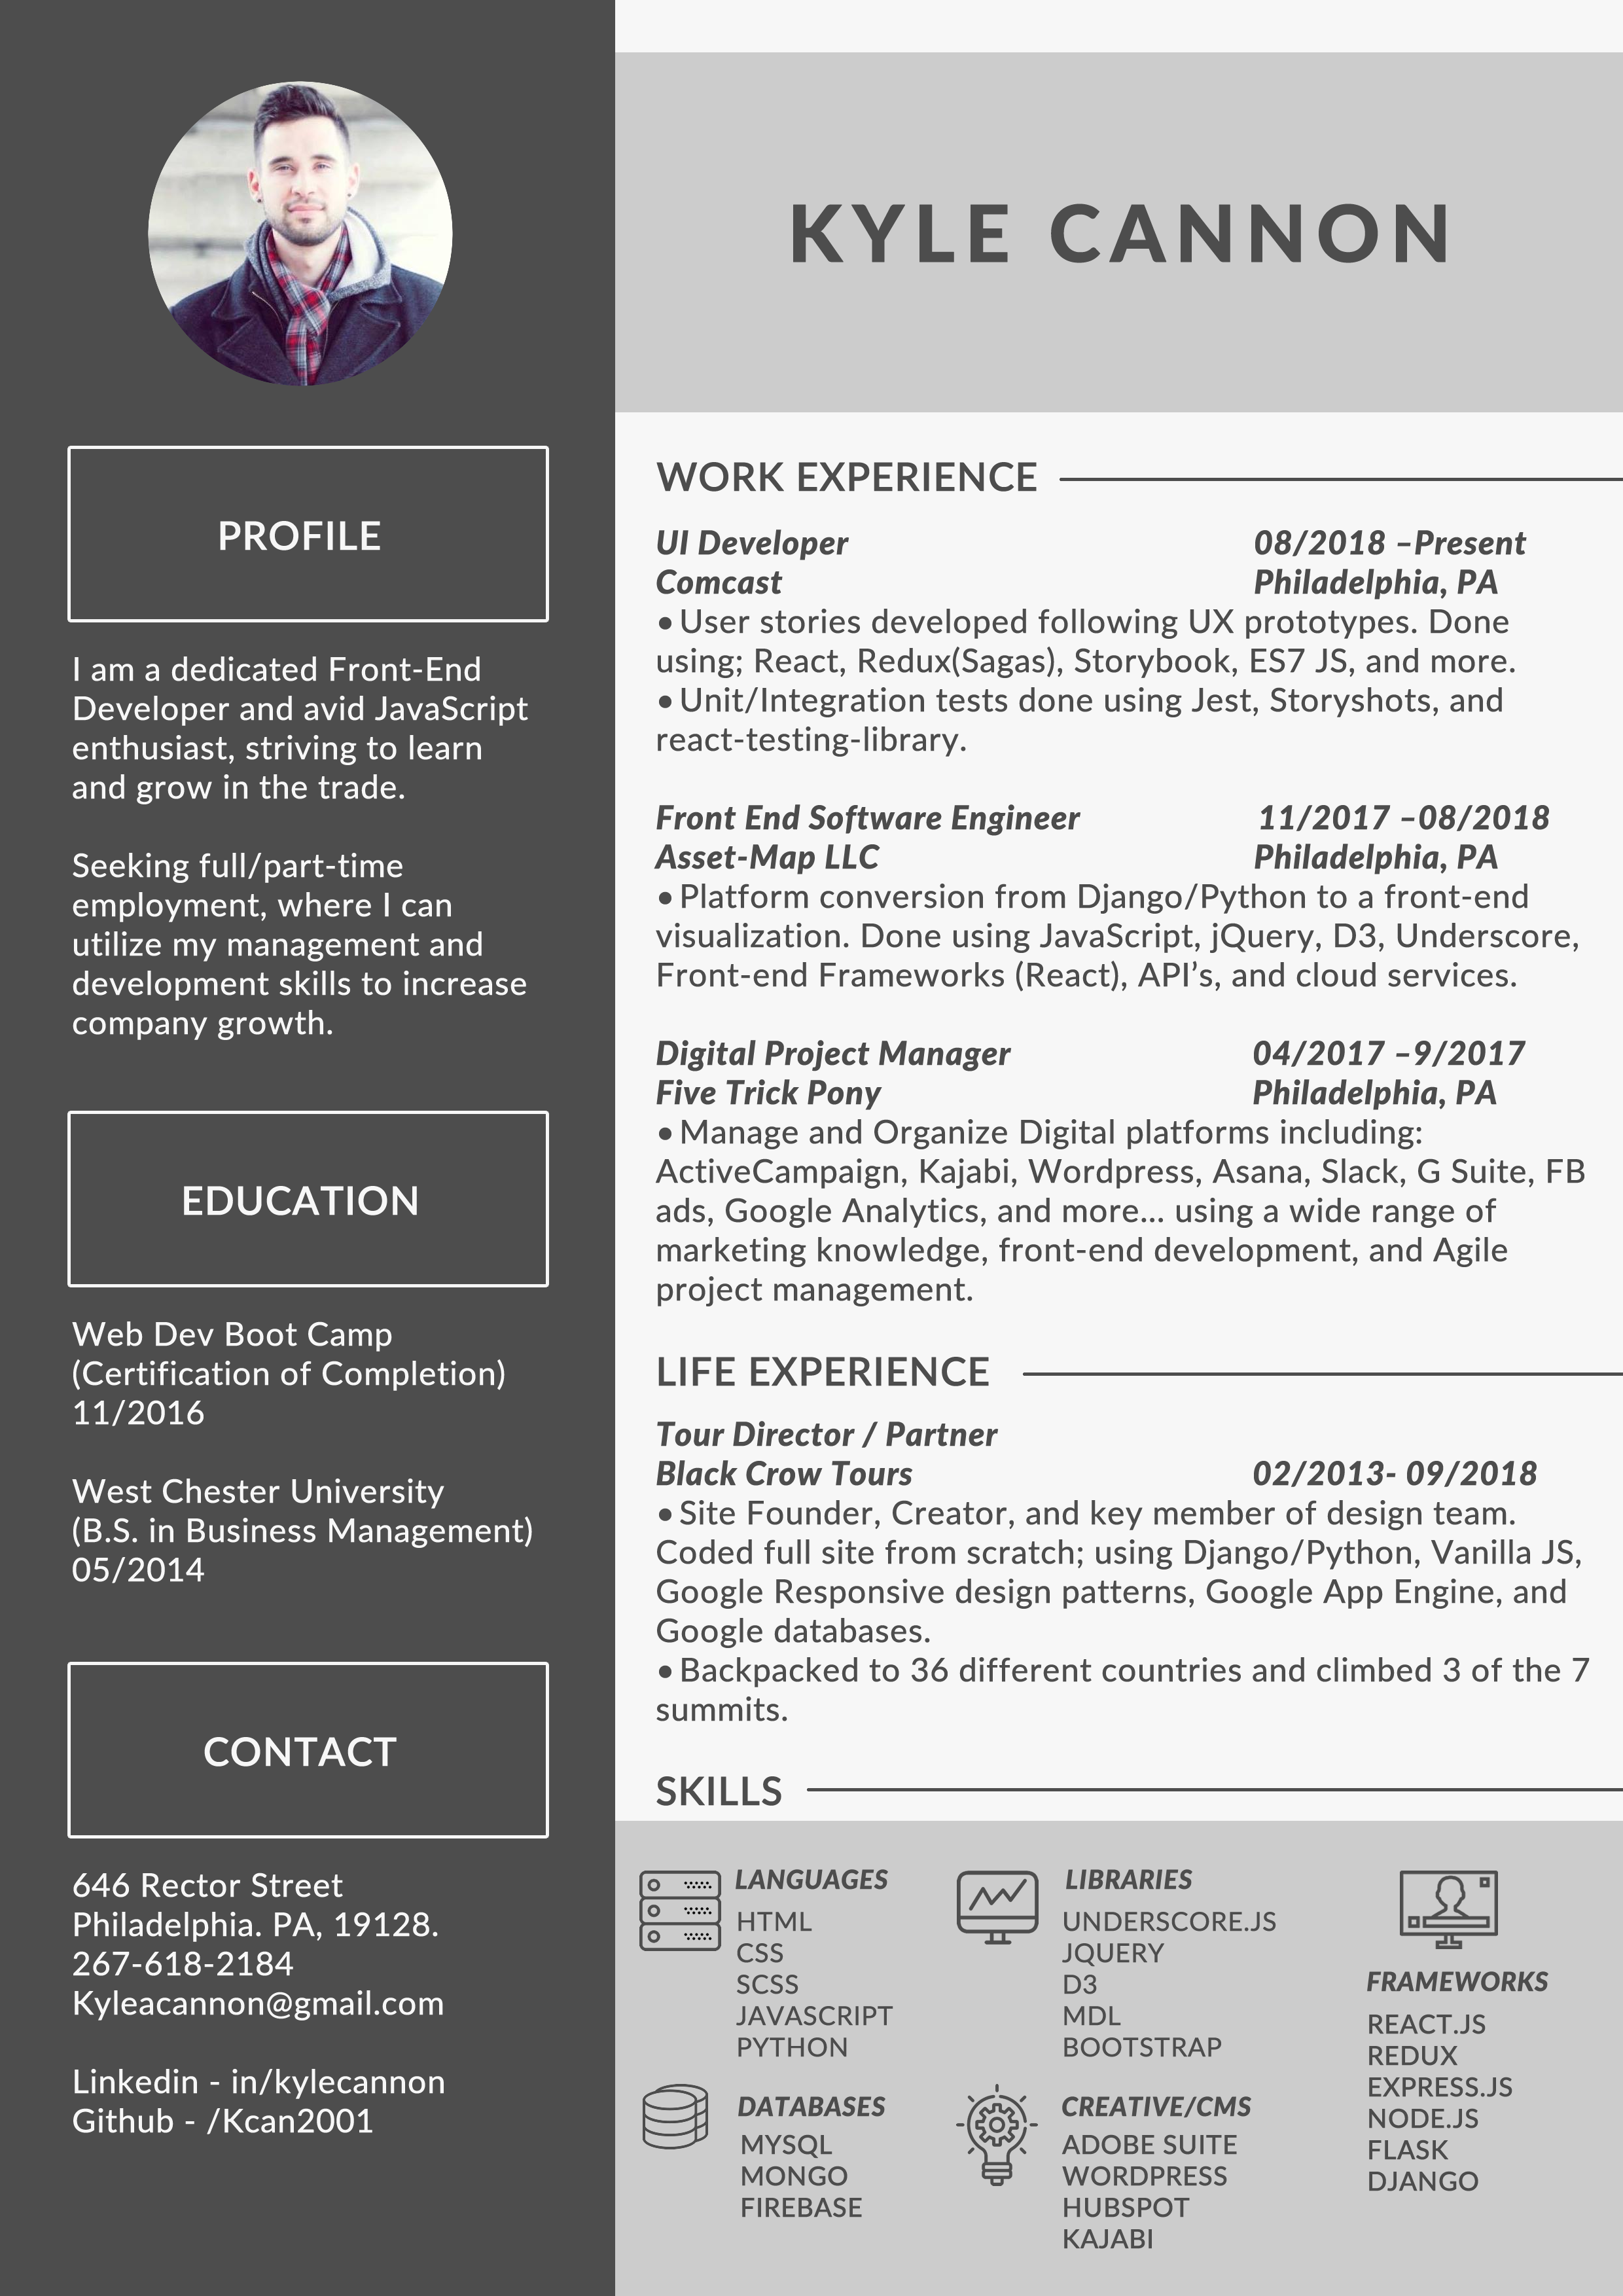 KYLE CANNON
PROFILE
I am a dedicated Front-End
Developer and avid JavaScript
enthusiast, striving to learn
and grow in the trade.
Seeking full/part-time
employment, where I can
utilize my management and
development skills to increase
company growth.
EDUCATION
Web Dev Boot Camp
(Certification of Completion)
11/2016
West Chester University
(B.S. in Business Management)
05/2014
CONTACT
646 Rector Street
Philadelphia. PA, 19128.
267-618-2184
Kyleacannon@gmail.com
Linkedin - in/kylecannon
Github - /Kcan2001
WORK EXPERIENCE
UI Developer 08/2018 –Present
Comcast Philadelphia, PA
•User stories developed following UX prototypes. Done
using; React, Redux(Sagas), Storybook, ES7 JS, and more.
•Unit/Integration tests done using Jest, Storyshots, and
react-testing-library.
Front End Software Engineer 11/2017 –08/2018
Asset-Map LLC Philadelphia, PA
•Platform conversion from Django/Python to a front-end
visualization. Done using JavaScript, jQuery, D3, Underscore,
Front-end Frameworks (React), API’s, and cloud services.
Digital Project Manager 04/2017 –9/2017
Five Trick Pony Philadelphia, PA
•Manage and Organize Digital platforms including:
ActiveCampaign, Kajabi, Wordpress, Asana, Slack, G Suite, FB
ads, Google Analytics, and more... using a wide range of
marketing knowledge, front-end development, and Agile
project management.
LIFE EXPERIENCE
Tour Director / Partner
Black Crow Tours 02/2013- 09/2018
•Site Founder, Creator, and key member of design team.
Coded full site from scratch; using Django/Python, Vanilla JS,
Google Responsive design patterns, Google App Engine, and
Google databases.
•Backpacked to 36 different countries and climbed 3 of the 7
summits.
SKILLS
LANGUAGES
HTML
CSS
SCSS
JAVASCRIPT
PYTHON
DATABASES
MYSQL
MONGO
FIREBASE
LIBRARIES
UNDERSCORE.JS
JQUERY
D3
MDL
BOOTSTRAP
CREATIVE/CMS
ADOBE SUITE
WORDPRESS
HUBSPOT
KAJABI
FRAMEWORKS
REACT.JS
REDUX
EXPRESS.JS
NODE.JS
FLASK
DJANGO